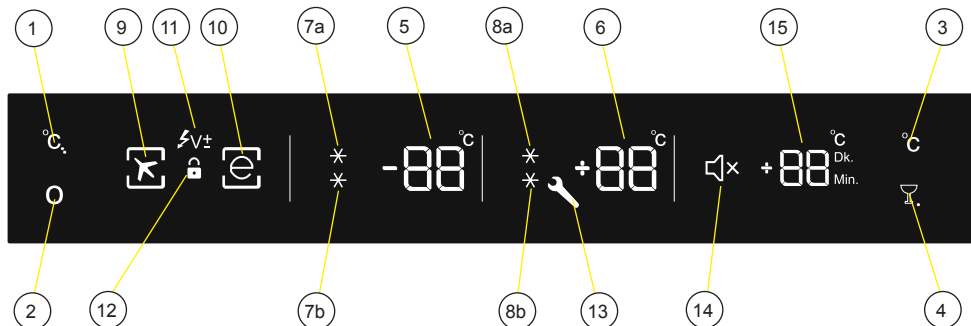 1 9 11 10 7a 5 8a 6 15 3
°C V± °C °C °C °C
e -88 +88 +88 Dk.
O Min.
2 12 7b 8b 13 14 4